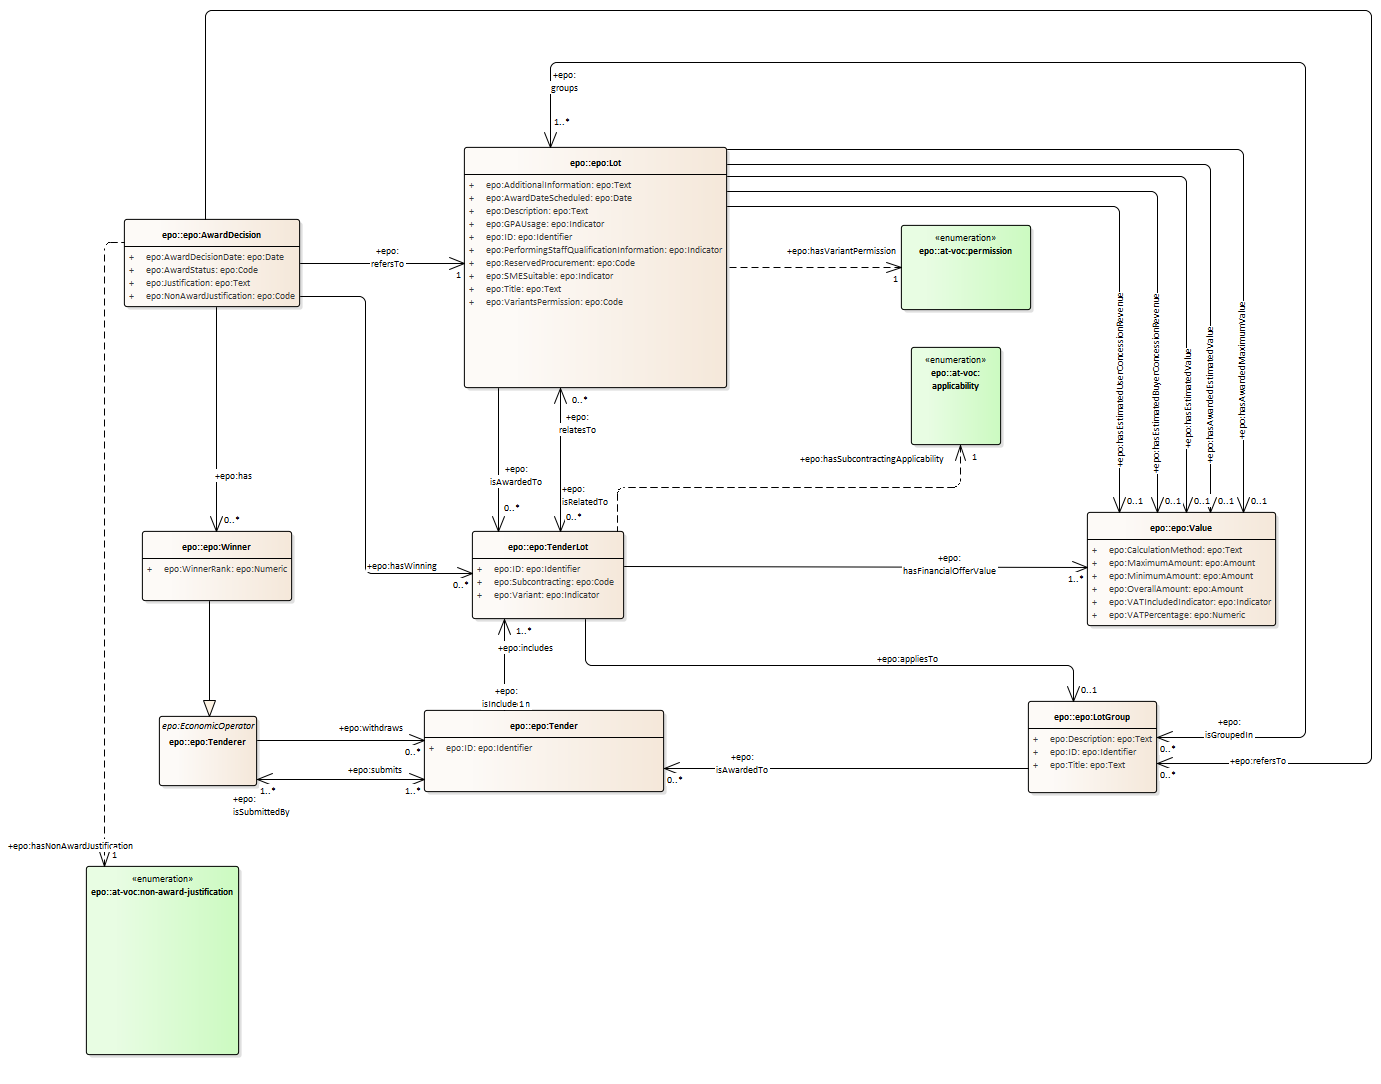 +epo:
groups
1..*
epo::epo:Lot
+ epo:AdditionalInformation: epo:Text
+ epo:AwardDateScheduled: epo:Date
+ epo:Description: epo:Text
+ epo:GPAUsage: epo:Indicator
+ epo:ID: epo:Identifier
+ epo:PerformingStaffQualificationInformation: epo:Indicator
+ epo:ReservedProcurement: epo:Code
+ epo:SMESuitable: epo:Indicator
+ epo:Title: epo:Text
+ epo:VariantsPermission: epo:Code
epo::epo:AwardDecision
+ epo:AwardDecisionDate: epo:Date
+ epo:AwardStatus: epo:Code
+ epo:Justification: epo:Text
+ epo:NonAwardJustification: epo:Code
+epo:
refersTo
1
+epo:hasVariantPermission
1
«enumeration»
epo::at-voc:permission
«enumeration»
epo::at-voc:
applicability
+epo:hasSubcontractingApplicability
1
+epo:hasEstimatedUserConcessionRevenue
+epo:hasEstimatedBuyerConcessionRevenue
+epo:hasEstimatedValue
+epo:hasAwardedEstimatedValue
+epo:hasAwardedMaximumValue
0..1
0..1
0..1
0..1
0..1
0..*
+epo:
relatesTo
+epo:
isAwardedTo
0..*
+epo:
isRelatedTo
0..*
+epo:has
0..*
epo::epo:Winner
+ epo:WinnerRank: epo:Numeric
+epo:hasWinning
0..*
epo::epo:TenderLot
+ epo:ID: epo:Identifier
+ epo:Subcontracting: epo:Code
+ epo:Variant: epo:Indicator
+epo:
hasFinancialOfferValue
1..*
epo::epo:Value
+ epo:CalculationMethod: epo:Text
+ epo:MaximumAmount: epo:Amount
+ epo:MinimumAmount: epo:Amount
+ epo:OverallAmount: epo:Amount
+ epo:VATIncludedIndicator: epo:Indicator
+ epo:VATPercentage: epo:Numeric
1..*
+epo:includes
+epo:
isInclude 1 n
+epo:appliesTo
0..1
epo:EconomicOperator
epo::epo:Tenderer
+epo:withdraws
0..*
+epo:submits
1..*
1..*
+epo:
isSubmittedBy
epo::epo:Tender
+ epo:ID: epo:Identifier
+epo:
isAwardedTo
0..*
epo::epo:LotGroup
+ epo:Description: epo:Text
+ epo:ID: epo:Identifier
+ epo:Title: epo:Text
+epo:
isGroupedIn
0..*
+epo:refersTo
0..*
+epo:hasNonAwardJustification
1
«enumeration»
epo::at-voc:non-award-justification